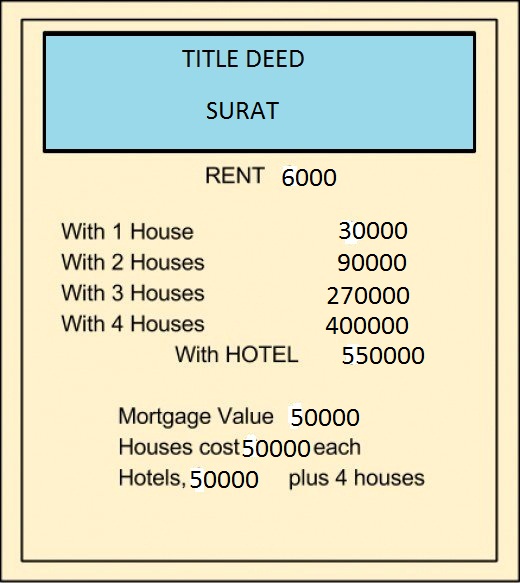 TITLE DEED
SURAT
RENT 6000
With 1 House 30000
With 2 Houses 90000
With 3 Houses 270000
With 4 Houses 400000
With HOTEL 550000
Mortgage Value 50000
Houses cost 50000 each
Hotels, 50000 plus 4 houses